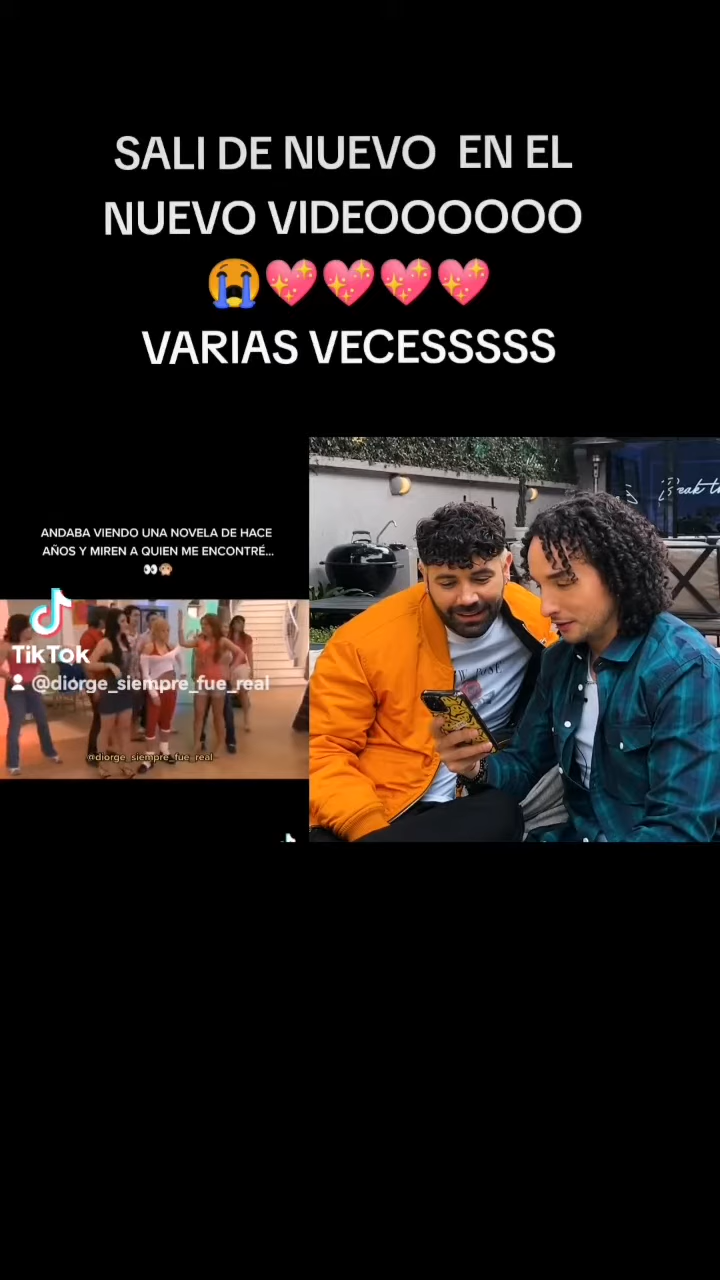 SALI DE NUEVO EN EL
NUEVO VIDEOOOOOO
😭💖💖💖💖
VARIAS VECESSSSS
ANDABA VIENDO UNA NOVELA DE HACE
AÑOS Y MIREN A QUIEN ME ENCONTRÉ...
👀🙊
TikTok
@diorge_siempre_fue_real
@diorge_siempre_fue_real